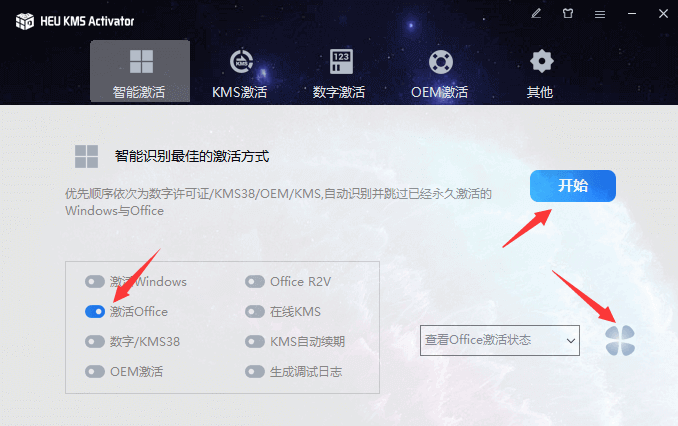 HEU KMS Activator
123
KMS
智能激活
KMS激活
数字激活
OEM激活
其他
智能识别最佳的激活方式
优先顺序依次为数字许可证/KMS38/OEM/KMS,自动识别并跳过已经永久激活的
Windows与Office
开始
激活Windows
Office R2V
激活Office
在线KMS
数字/KMS38
KMS自动续期
OEM激活
生成调试日志
查看Office激活状态